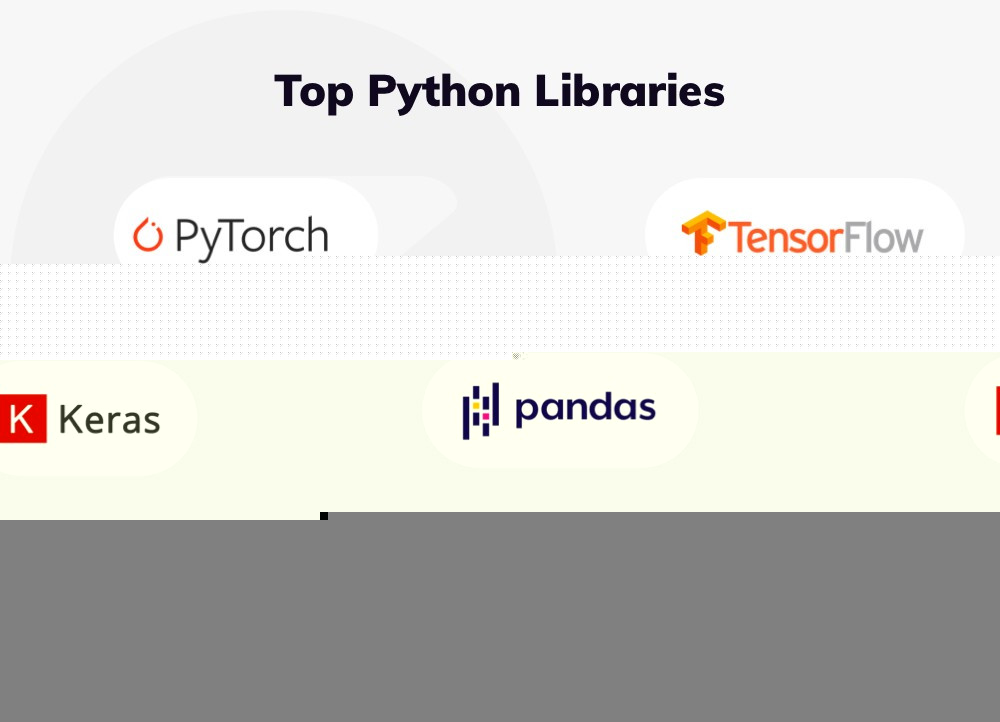 Top Python Libraries
PyTorch
TensorFlow
K Keras
pandas